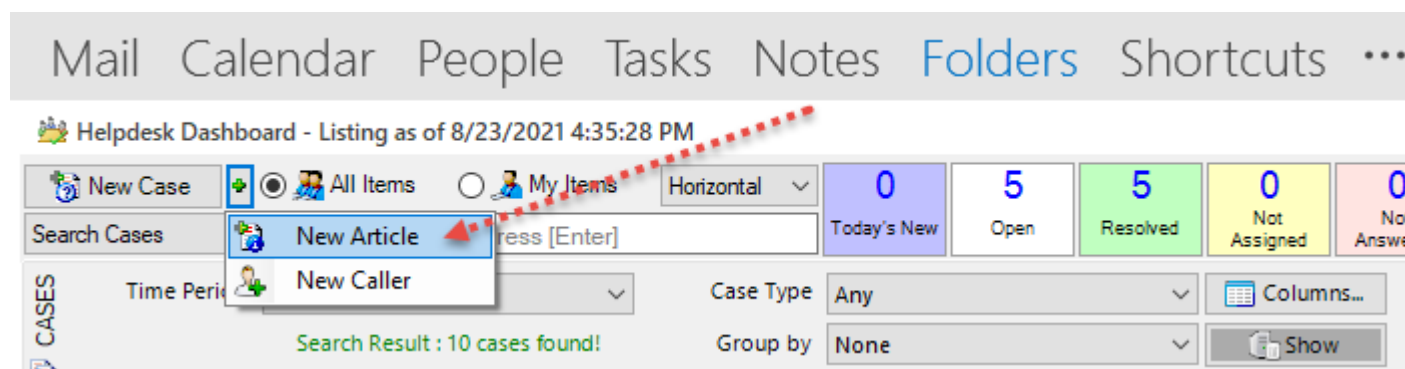 Mail Calendar People Tasks Notes Folders Shortcuts ...
Helpdesk Dashboard - Listing as of 8/23/2021 4:35:28 PM
New Case All Items My Items Horizontal
0 Today's New
5 Open
5 Resolved
0 Not Assigned
0
Search Cases
New Article
ress [Enter]
New Caller
CASES
Time Peri
Case Type Any Columns...
Search Result : 10 cases found! Group by None Show